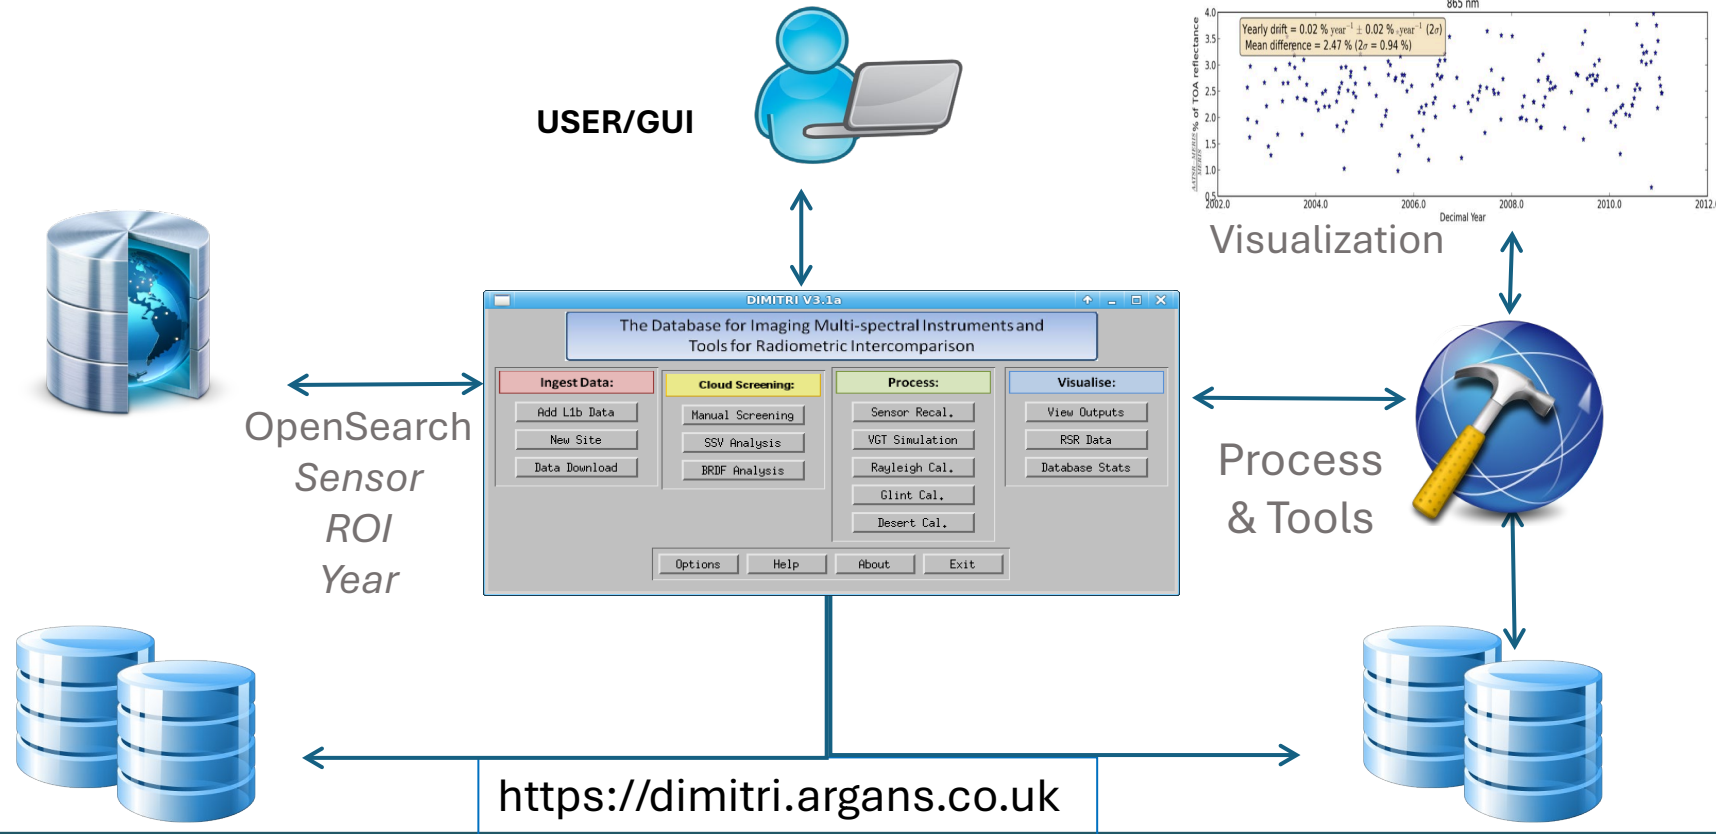 USER/GUI
865 nm
Yearly drift = 0.02 % year⁻¹ ± 0.02 % year⁻¹ (2σ)
Mean difference = 2.47 % (2σ = 0.94 %)
4.0
3.5
3.0
2.5
2.0
1.5
1.0
0.5
AATSR - MERIS
MERIS
% of TOA reflectance
2002.0 2004.0 2006.0 2008.0 2010.0 2012.
Decimal Year
Visualization
DIMITRI V3.1a
The Database for Imaging Multi-spectral Instruments and
Tools for Radiometric Intercomparison
Ingest Data:
Add L1b Data
New Site
Data Download
Cloud Screening:
Manual Screening
SSV Analysis
BRDF Analysis
Process:
Sensor Recal.
VGT Simulation
Rayleigh Cal.
Glint Cal.
Desert Cal.
Visualise:
View Outputs
RSR Data
Database Stats
Options Help About Exit
OpenSearch
Sensor
ROI
Year
Process
& Tools
https://dimitri.argans.co.uk